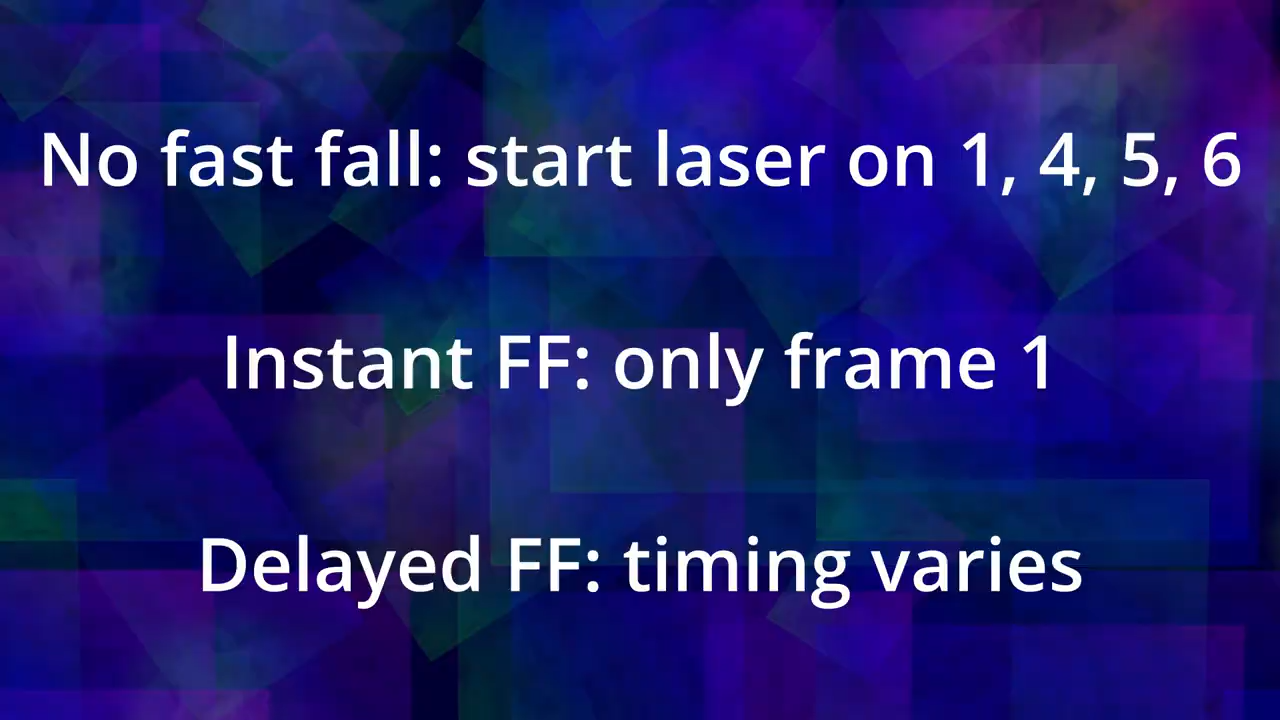 No fast fall: start laser on 1, 4, 5, 6
Instant FF: only frame 1
Delayed FF: timing varies